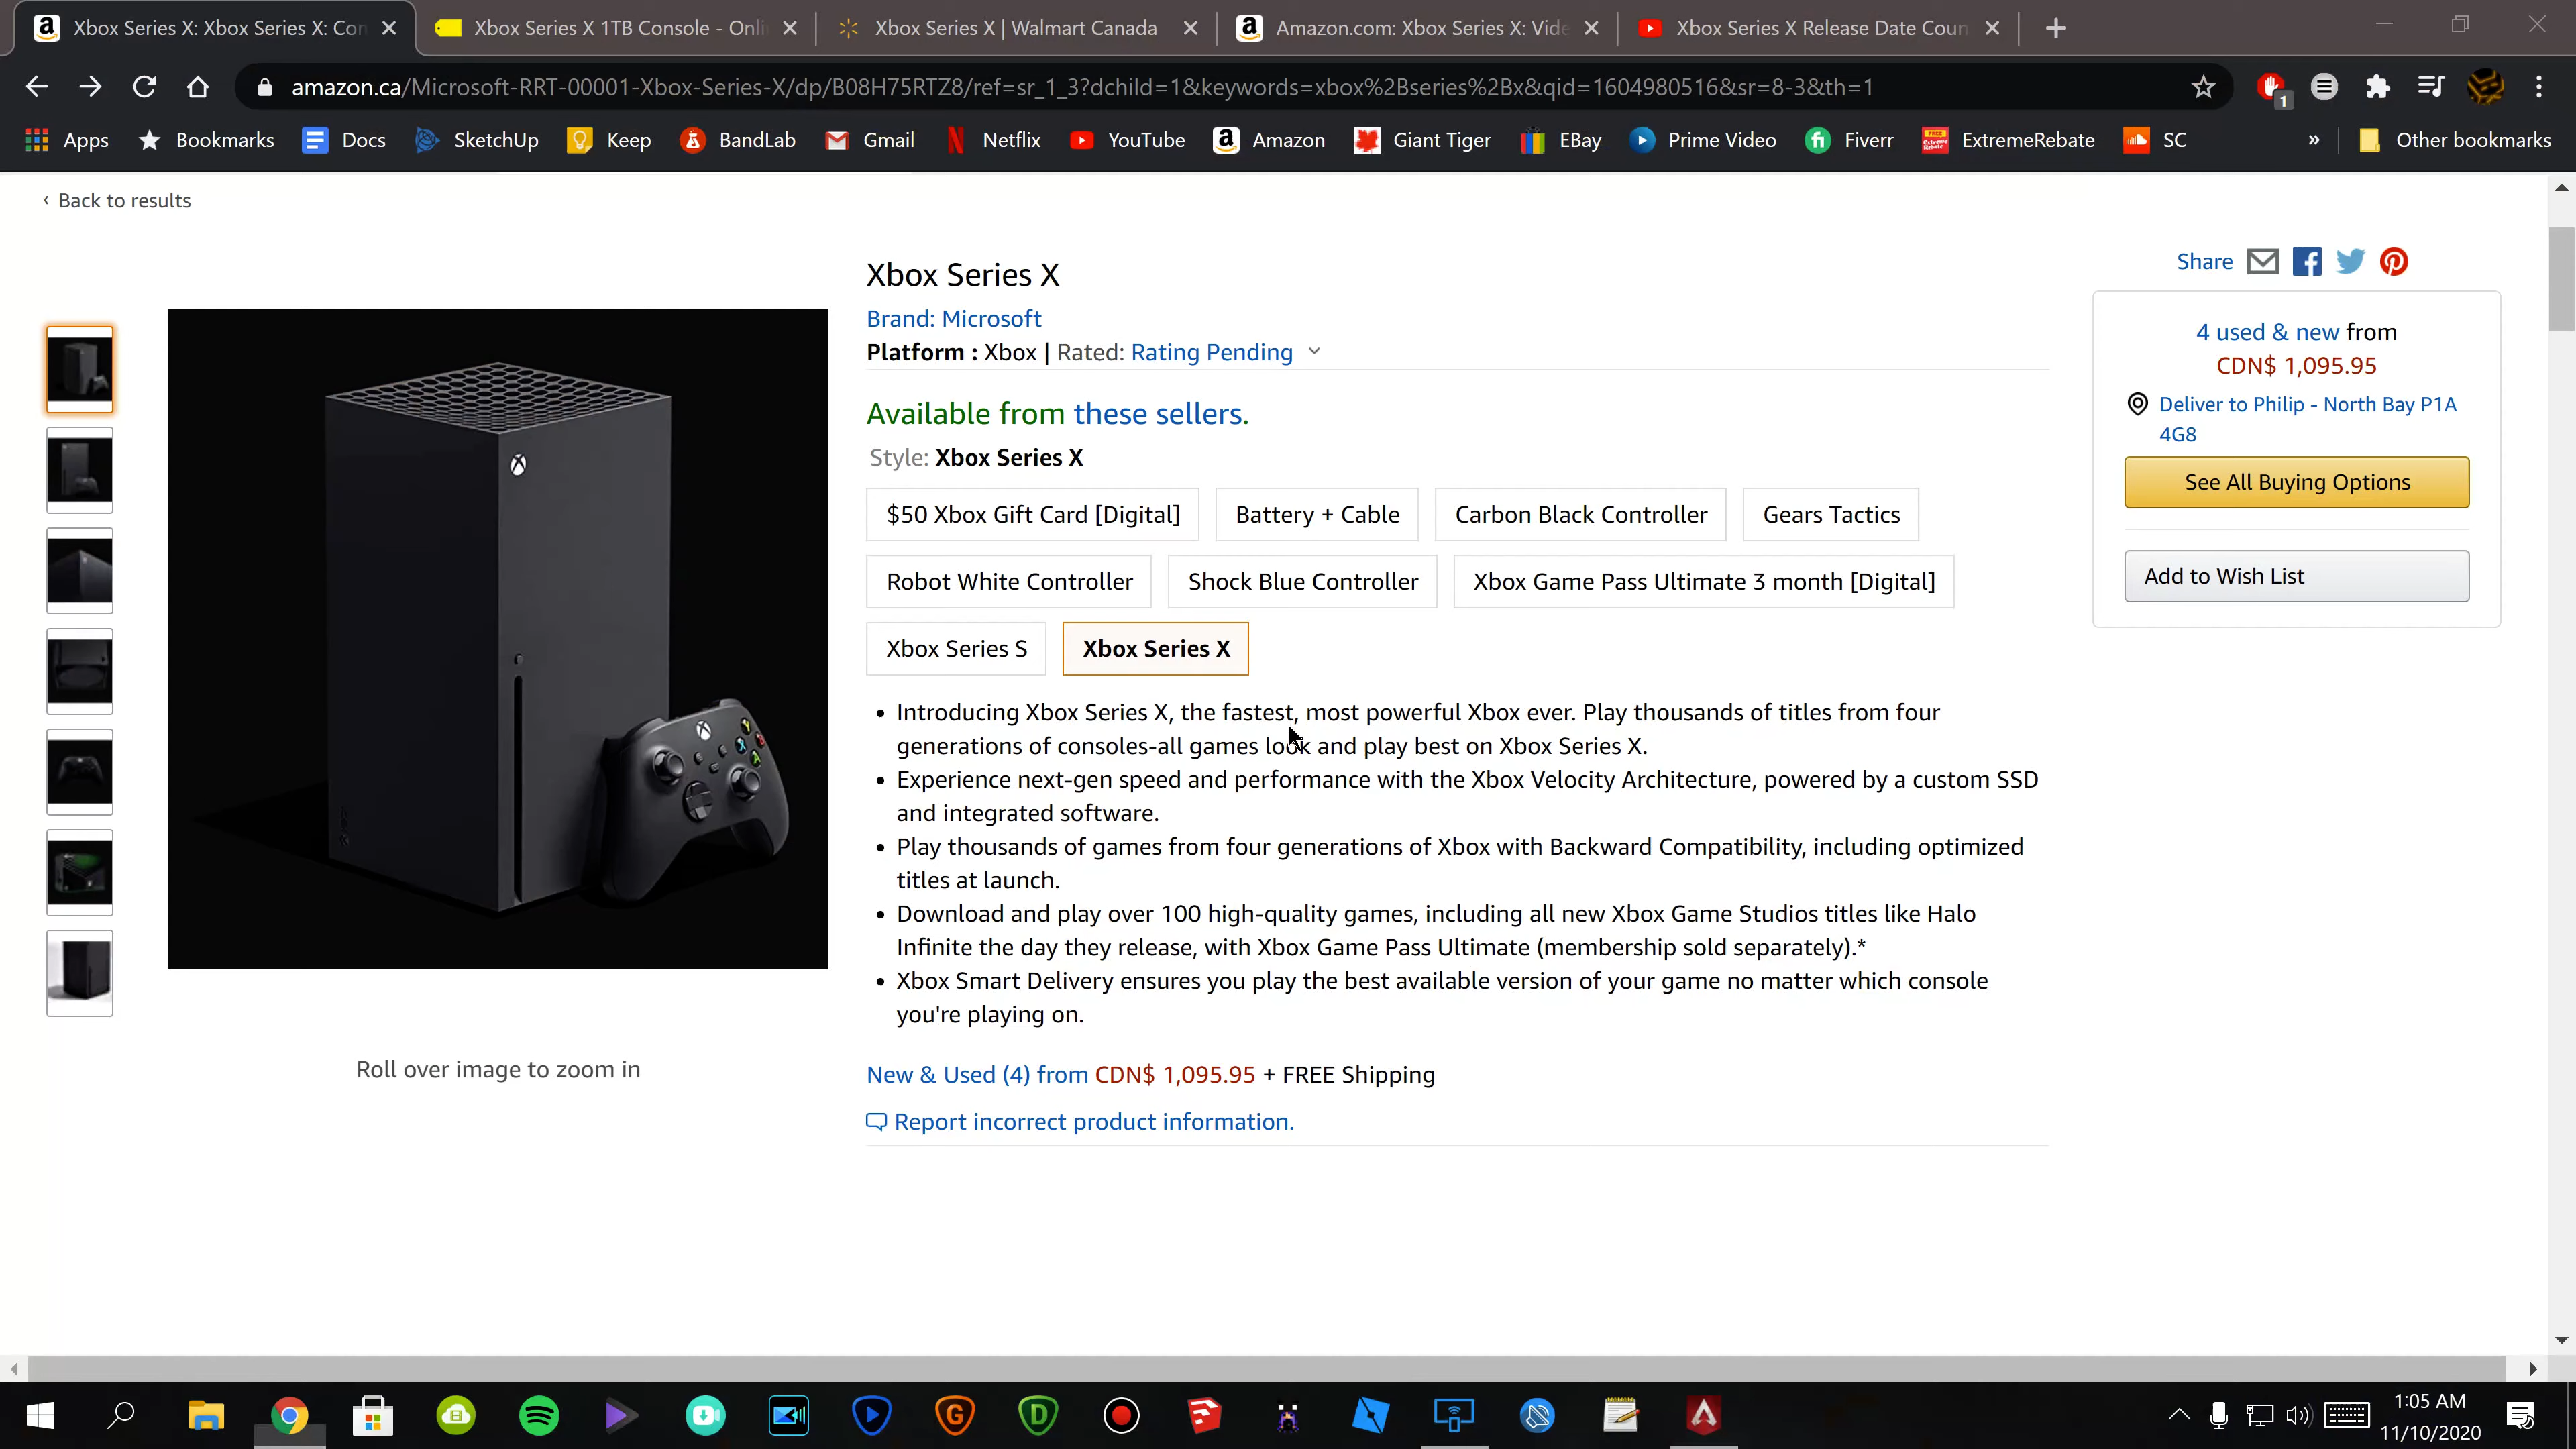 Xbox Series X: Xbox Series X: Con
Xbox Series X 1TB Console - Onli
Xbox Series X | Walmart Canada
Amazon.com: Xbox Series X: Vide
Xbox Series X Release Date Coun
amazon.ca/Microsoft-RRT-00001-Xbox-Series-X/dp/B08H75RTZ8/ref=sr_1_3?dchild=1&keywords=xbox%2Bseries%2Bx&qid=1604980516&sr=8-3&th=1
1
Apps
Bookmarks
Docs
SketchUp
Keep
BandLab
Gmail
Netflix
YouTube
Amazon
Giant Tiger
EBay
Prime Video
Fiverr
ExtremeRebate
SC
»
Other bookmarks
‹ Back to results
Xbox Series X
Brand: Microsoft
Platform : Xbox | Rated: Rating Pending
Available from these sellers.
Style: Xbox Series X
$50 Xbox Gift Card [Digital]
Battery + Cable
Carbon Black Controller
Gears Tactics
Robot White Controller
Shock Blue Controller
Xbox Game Pass Ultimate 3 month [Digital]
Xbox Series S
Xbox Series X
• Introducing Xbox Series X, the fastest, most powerful Xbox ever. Play thousands of titles from four
generations of consoles-all games look and play best on Xbox Series X.
• Experience next-gen speed and performance with the Xbox Velocity Architecture, powered by a custom SSD
and integrated software.
• Play thousands of games from four generations of Xbox with Backward Compatibility, including optimized
titles at launch.
• Download and play over 100 high-quality games, including all new Xbox Game Studios titles like Halo
Infinite the day they release, with Xbox Game Pass Ultimate (membership sold separately).*
• Xbox Smart Delivery ensures you play the best available version of your game no matter which console
you're playing on.
New & Used (4) from CDN$ 1,095.95 + FREE Shipping
Report incorrect product information.
Roll over image to zoom in
Share
4 used & new from
CDN$ 1,095.95
Deliver to Philip - North Bay P1A
4G8
See All Buying Options
Add to Wish List
1:05 AM
11/10/2020